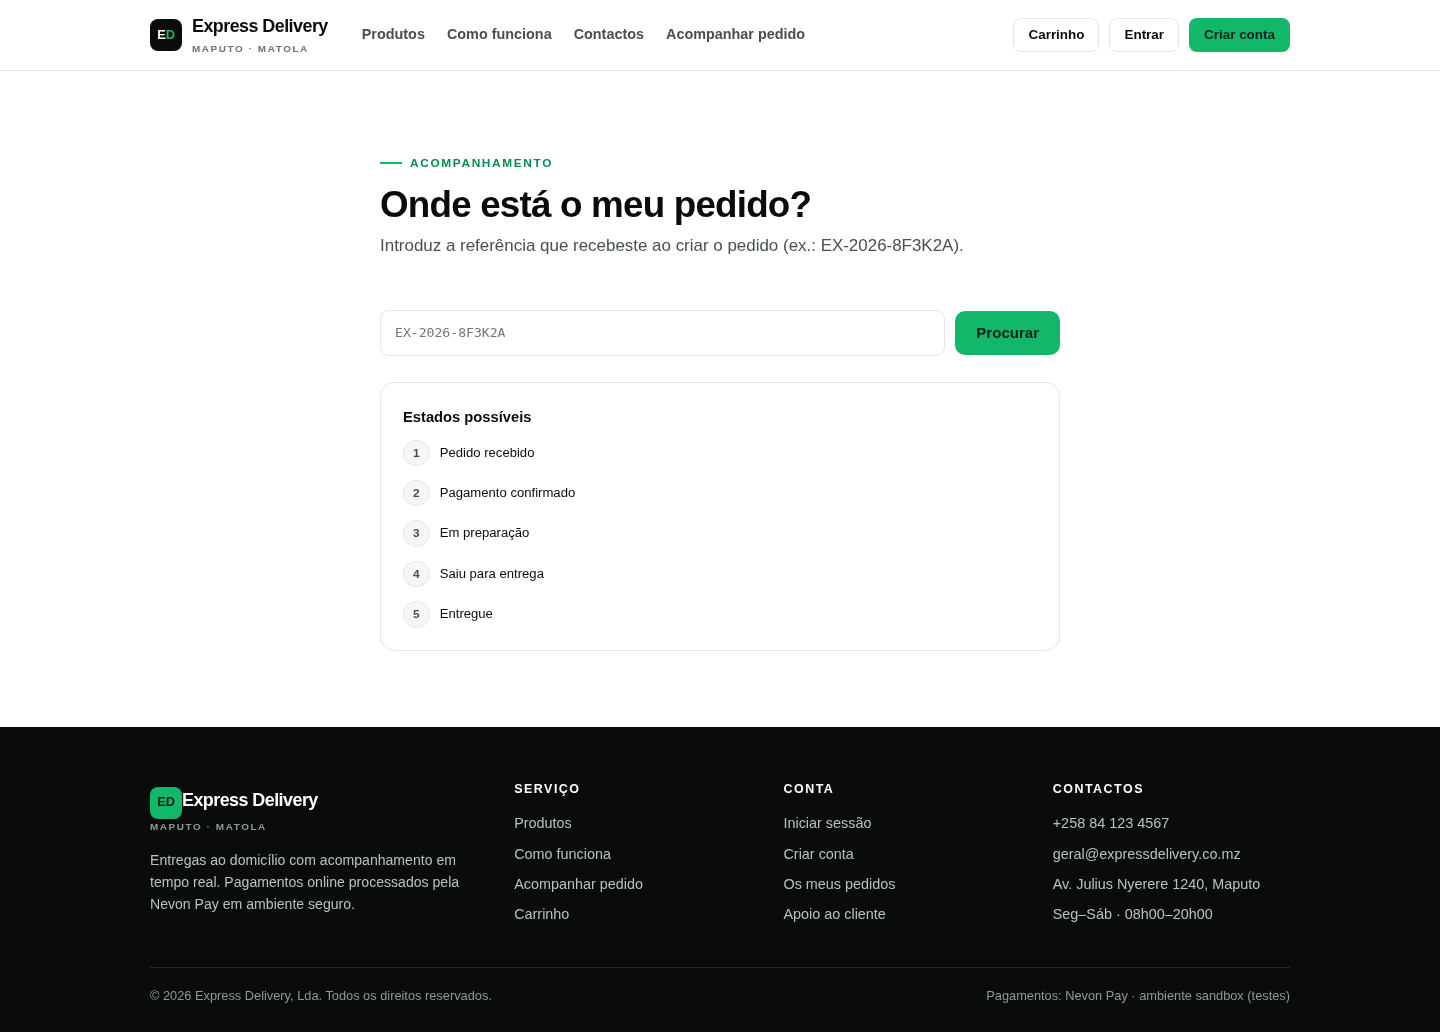 ED
Express Delivery
MAPUTO · MATOLA
Produtos
Como funciona
Contactos
Acompanhar pedido
Carrinho
Entrar
Criar conta
ACOMPANHAMENTO
Onde está o meu pedido?
Introduz a referência que recebeste ao criar o pedido (ex.: EX-2026-8F3K2A).
EX-2026-8F3K2A
Procurar
Estados possíveis
1 Pedido recebido
2 Pagamento confirmado
3 Em preparação
4 Saiu para entrega
5 Entregue
ED Express Delivery
MAPUTO · MATOLA
Entregas ao domicílio com acompanhamento em
tempo real. Pagamentos online processados pela
Nevon Pay em ambiente seguro.
SERVIÇO
Produtos
Como funciona
Acompanhar pedido
Carrinho
CONTA
Iniciar sessão
Criar conta
Os meus pedidos
Apoio ao cliente
CONTACTOS
+258 84 123 4567
geral@expressdelivery.co.mz
Av. Julius Nyerere 1240, Maputo
Seg–Sáb · 08h00–20h00
© 2026 Express Delivery, Lda. Todos os direitos reservados.
Pagamentos: Nevon Pay · ambiente sandbox (testes)